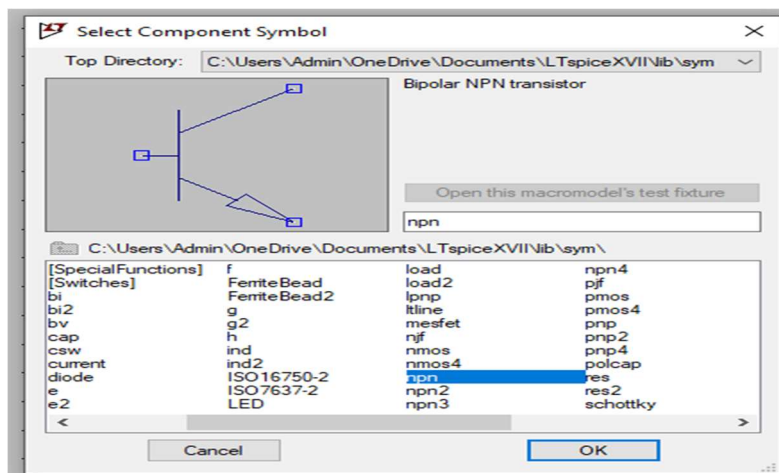 Select Component Symbol
Top Directory: C:\Users\Admin\OneDrive\Documents\LTspiceXVII\lib\sym
Bipolar NPN transistor
Open this macromodel's test fixture
npn
C:\Users\Admin\OneDrive\Documents\LTspiceXVII\lib\sym\
[SpecialFunctions] f load npn4
[Switches] FerriteBead load2 pjf
bi FerriteBead2 lpnp pmos
bi2 g ltline pmos4
bv g2 mesfet pnp
cap h njf pnp2
csw ind nmos pnp4
current ind2 nmos4 polcap
diode ISO16750-2 npn res
e ISO7637-2 npn2 res2
e2 LED npn3 schottky
Cancel OK